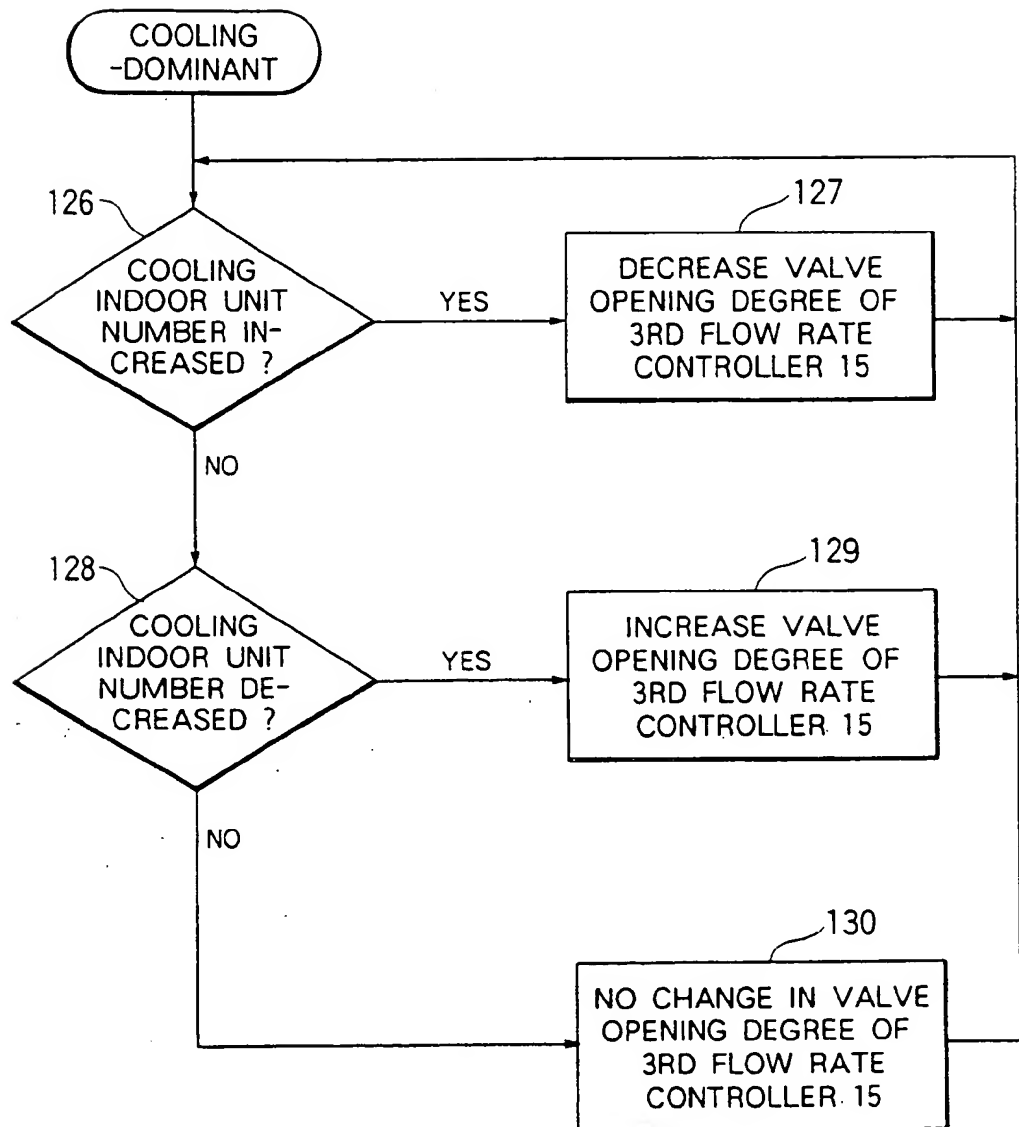 COOLING
-DOMINANT
126
COOLING
INDOOR UNIT
NUMBER IN-
CREASED ?
YES
127
DECREASE VALVE
OPENING DEGREE OF
3RD FLOW RATE
CONTROLLER 15
NO
128
COOLING
INDOOR UNIT
NUMBER DE-
CREASED ?
YES
129
INCREASE VALVE
OPENING DEGREE OF
3RD FLOW RATE
CONTROLLER 15
NO
130
NO CHANGE IN VALVE
OPENING DEGREE OF
3RD FLOW RATE
CONTROLLER 15